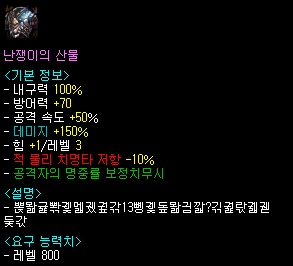 난쟁이의 산물
<기본 정보>
- 내구력 100%
- 방어력 +70
- 공격 속도 +50%
- 데미지 +150%
- 힘 +1/레벨 3
- 적 물리 치명타 저항 -10%
- 공격자의 명중률 보정치무시
<설명>
<요구 능력치>
- 레벨 800